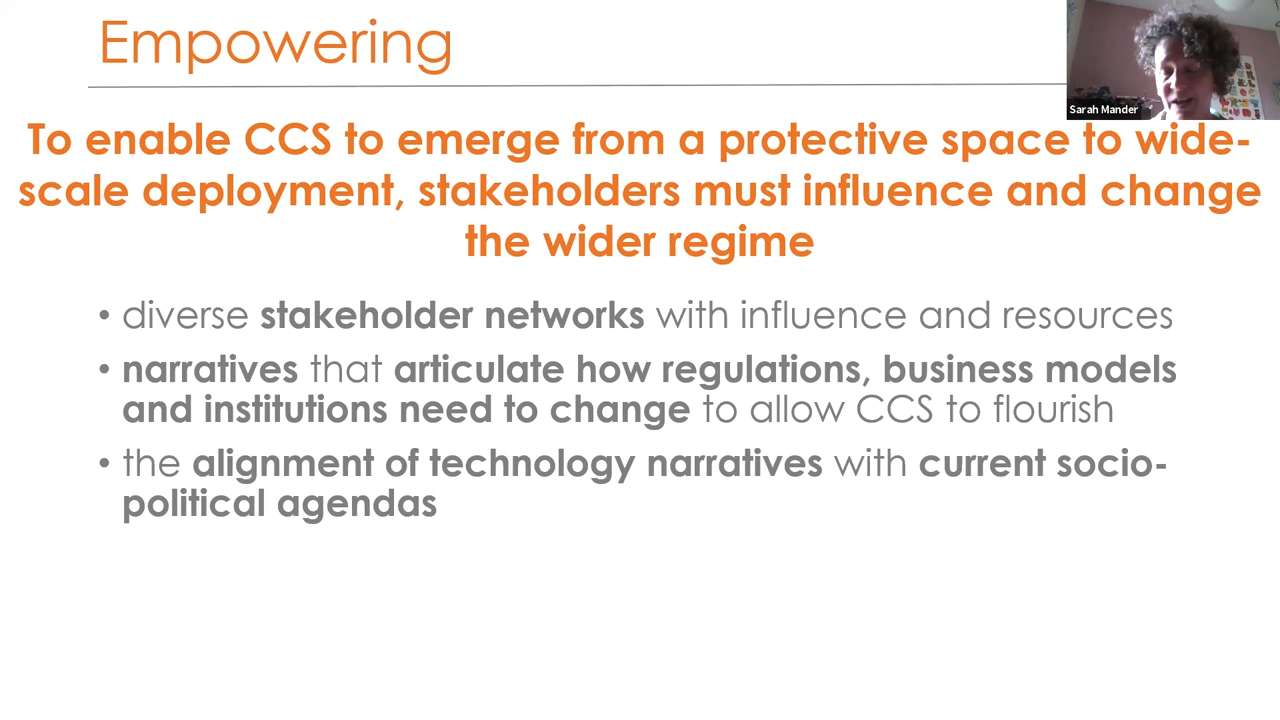 Empowering
Sarah Mander
To enable CCS to emerge from a protective space to wide-
scale deployment, stakeholders must influence and change
the wider regime
• diverse stakeholder networks with influence and resources
• narratives that articulate how regulations, business models
and institutions need to change to allow CCS to flourish
• the alignment of technology narratives with current socio-
political agendas